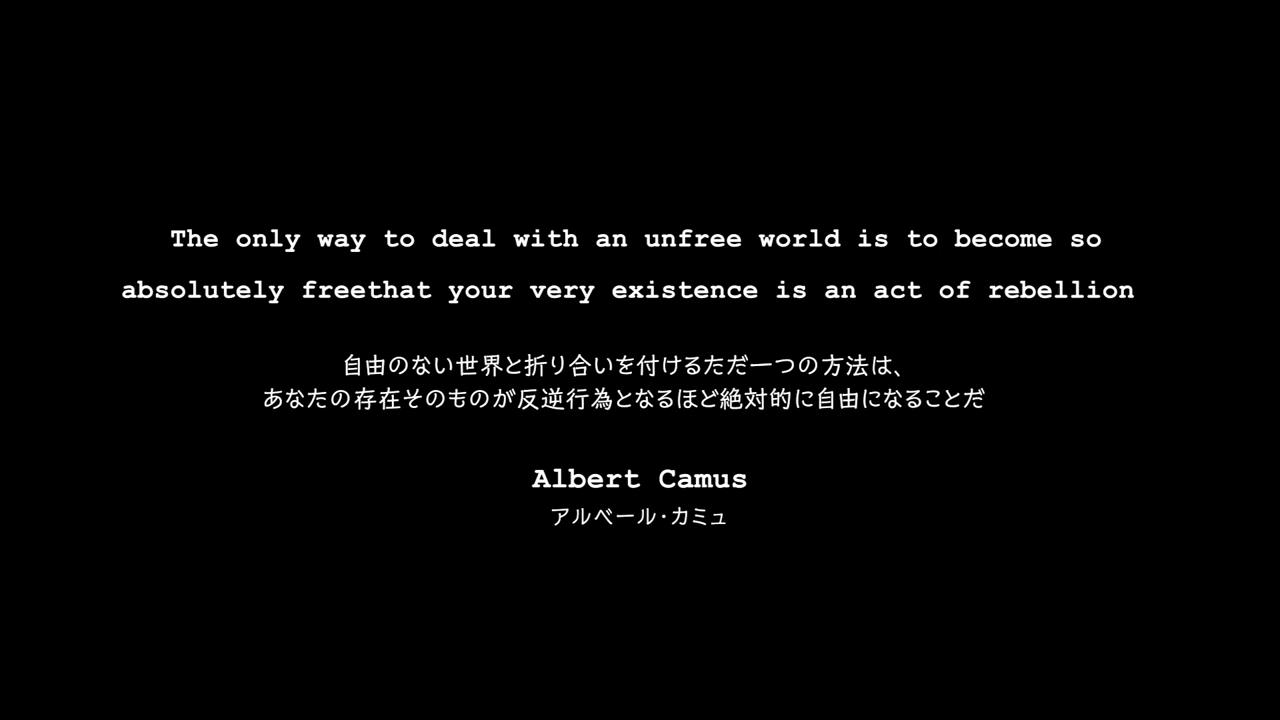 The only way to deal with an unfree world is to become so
absolutely freethat your very existence is an act of rebellion
自由のない世界と折り合いを付けるただ一つの方法は、
あなたの存在そのものが反逆行為となるほど絶対的に自由になることだ
Albert Camus
アルベール・カミュ